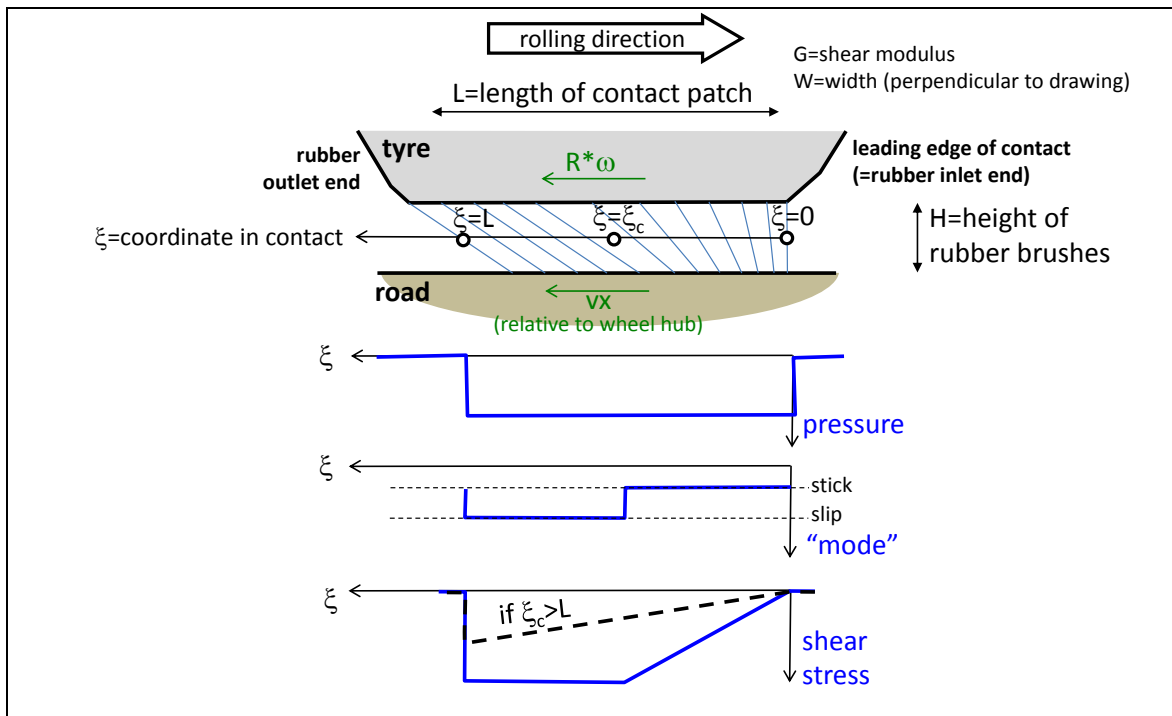 rolling direction
G=shear modulus
W=width (perpendicular to drawing)
L=length of contact patch
tyre
rubber
outlet end
R*ω
leading edge of contact
(=rubber inlet end)
ξ=L
ξ=ξc
ξ=0
H=height of
rubber brushes
ξ=coordinate in contact
road
vx
(relative to wheel hub)
ξ
pressure
ξ
stick
slip
“mode”
ξ
if ξc>L
shear
stress